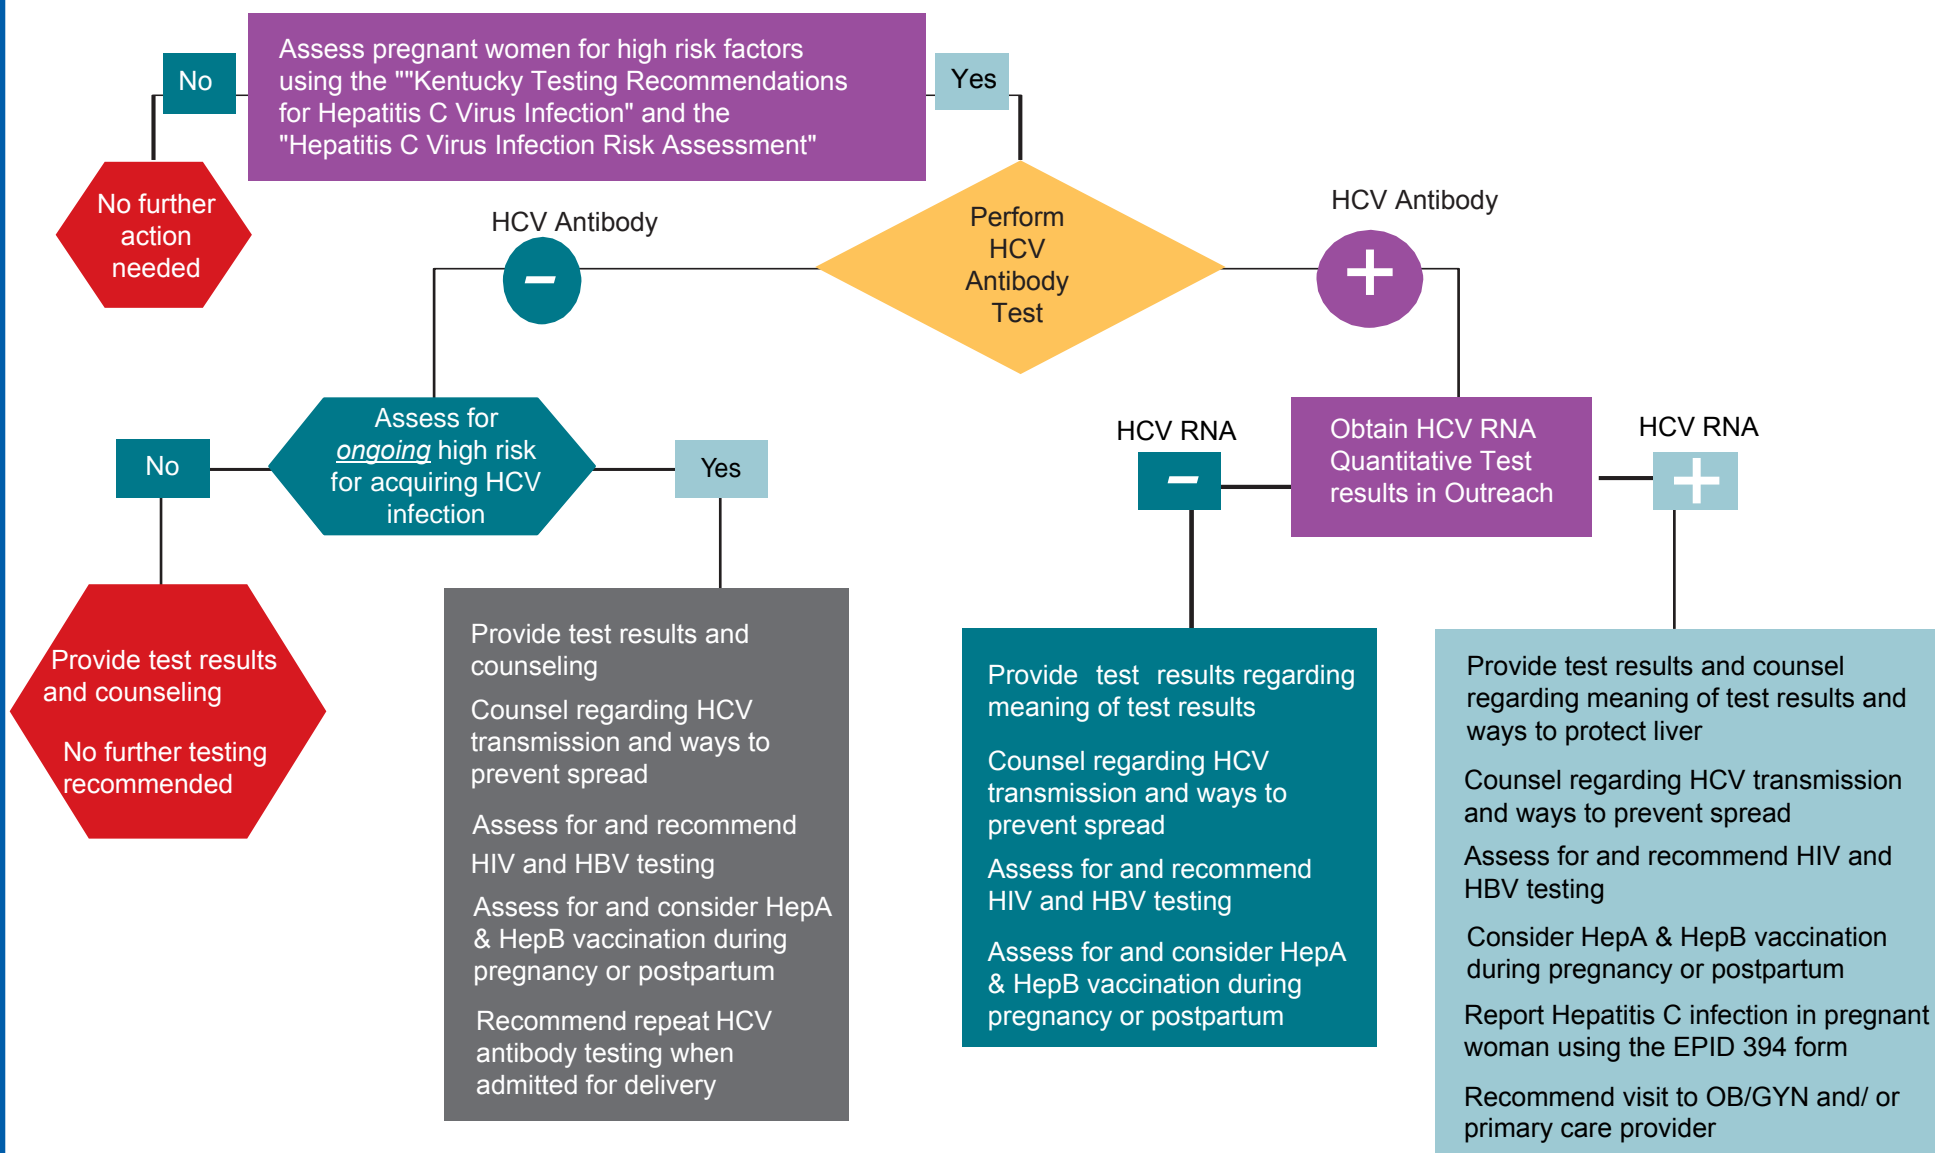 No
Assess pregnant women for high risk factors
using the ""Kentucky Testing Recommendations
for Hepatitis C Virus Infection" and the
"Hepatitis C Virus Infection Risk Assessment"
Yes
No further
action
needed
HCV Antibody
–
Perform
HCV
Antibody
Test
HCV Antibody
+
Assess for
ongoing high risk
for acquiring HCV
infection
No
Yes
HCV RNA
–
Obtain HCV RNA
Quantitative Test
results in Outreach
HCV RNA
+
Provide test results
and counseling
No further testing
recommended
Provide test results and
counseling
Counsel regarding HCV
transmission and ways to
prevent spread
Assess for and recommend
HIV and HBV testing
Assess for and consider HepA
& HepB vaccination during
pregnancy or postpartum
Recommend repeat HCV
antibody testing when
admitted for delivery
Provide test results regarding
meaning of test results
Counsel regarding HCV
transmission and ways to
prevent spread
Assess for and recommend
HIV and HBV testing
Assess for and consider HepA
& HepB vaccination during
pregnancy or postpartum
Provide test results and counsel
regarding meaning of test results and
ways to protect liver
Counsel regarding HCV transmission
and ways to prevent spread
Assess for and recommend HIV and
HBV testing
Consider HepA & HepB vaccination
during pregnancy or postpartum
Report Hepatitis C infection in pregnant
woman using the EPID 394 form
Recommend visit to OB/GYN and/ or
primary care provider